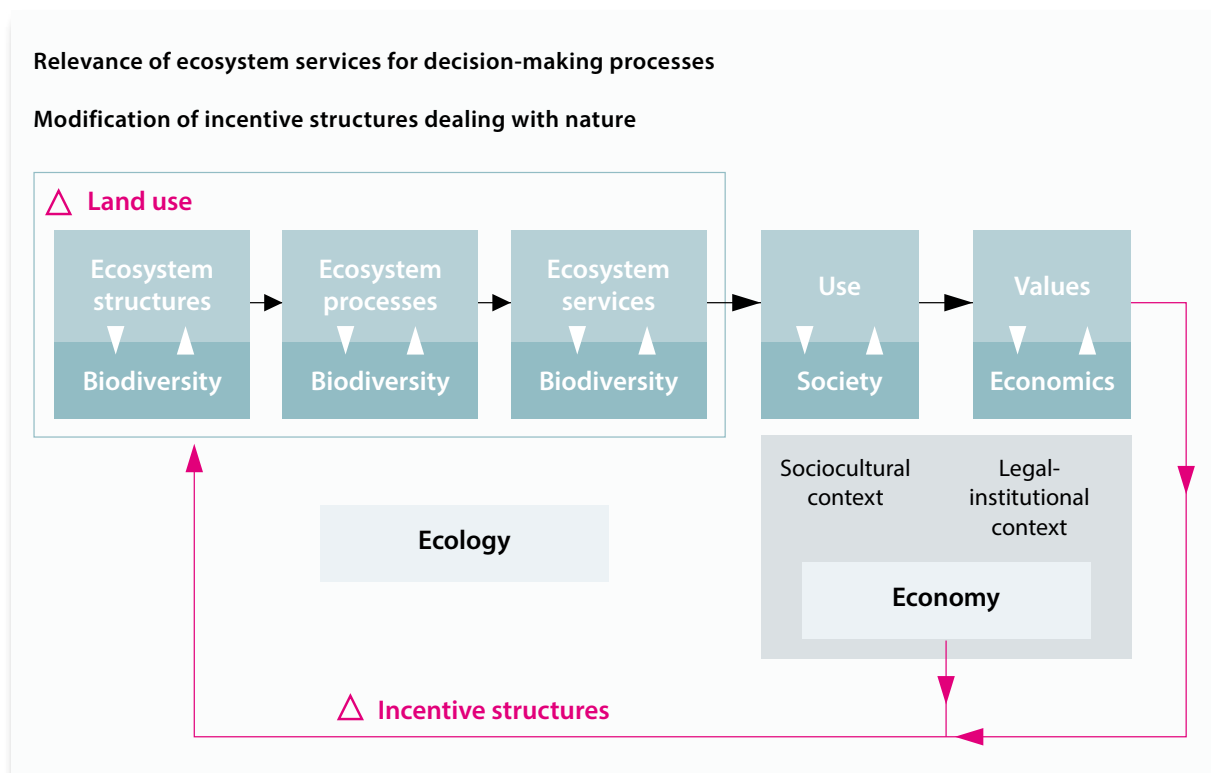 Relevance of ecosystem services for decision-making processes
Modification of incentive structures dealing with nature
△ Land use
Ecosystem
structures
Biodiversity
Ecosystem
processes
Biodiversity
Ecosystem
services
Biodiversity
Use
Society
Values
Economics
Sociocultural
context
Legal-
institutional
context
Ecology
Economy
△ Incentive structures